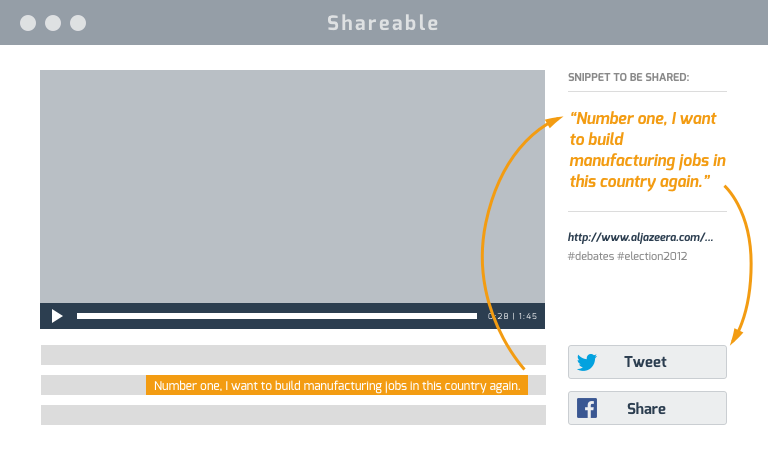 Shareable
SNIPPET TO BE SHARED:
“Number one, I want
to build
manufacturing jobs in
this country again.”
http://www.aljazeera.com/...
#debates #election2012
0:28 | 1:45
Number one, I want to build manufacturing jobs in this country again.
Tweet
Share